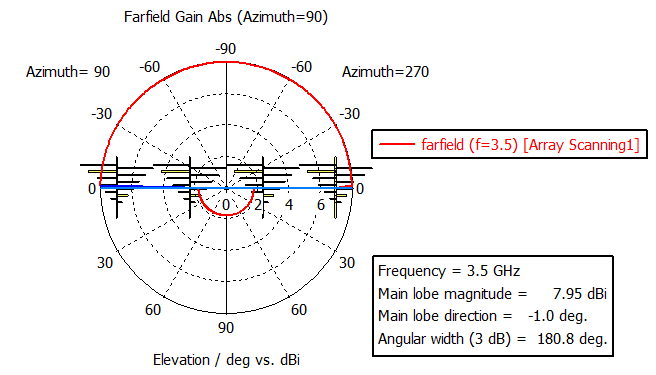 Farfield Gain Abs (Azimuth=90)
-90
Azimuth= 90
-60
-60
Azimuth=270
-30
-30
farfield (f=3.5) [Array Scanning1]
0
0
0 2 4 6
30
30
60
60
90
Frequency = 3.5 GHz
Main lobe magnitude = 7.95 dBi
Main lobe direction = -1.0 deg.
Angular width (3 dB) = 180.8 deg.
Elevation / deg vs. dBi